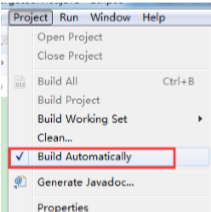 Project Run Window Help
Open Project
Close Project
Build All Ctrl+B
Build Project
Build Working Set
Clean...
Build Automatically
Generate Javadoc...
Properties